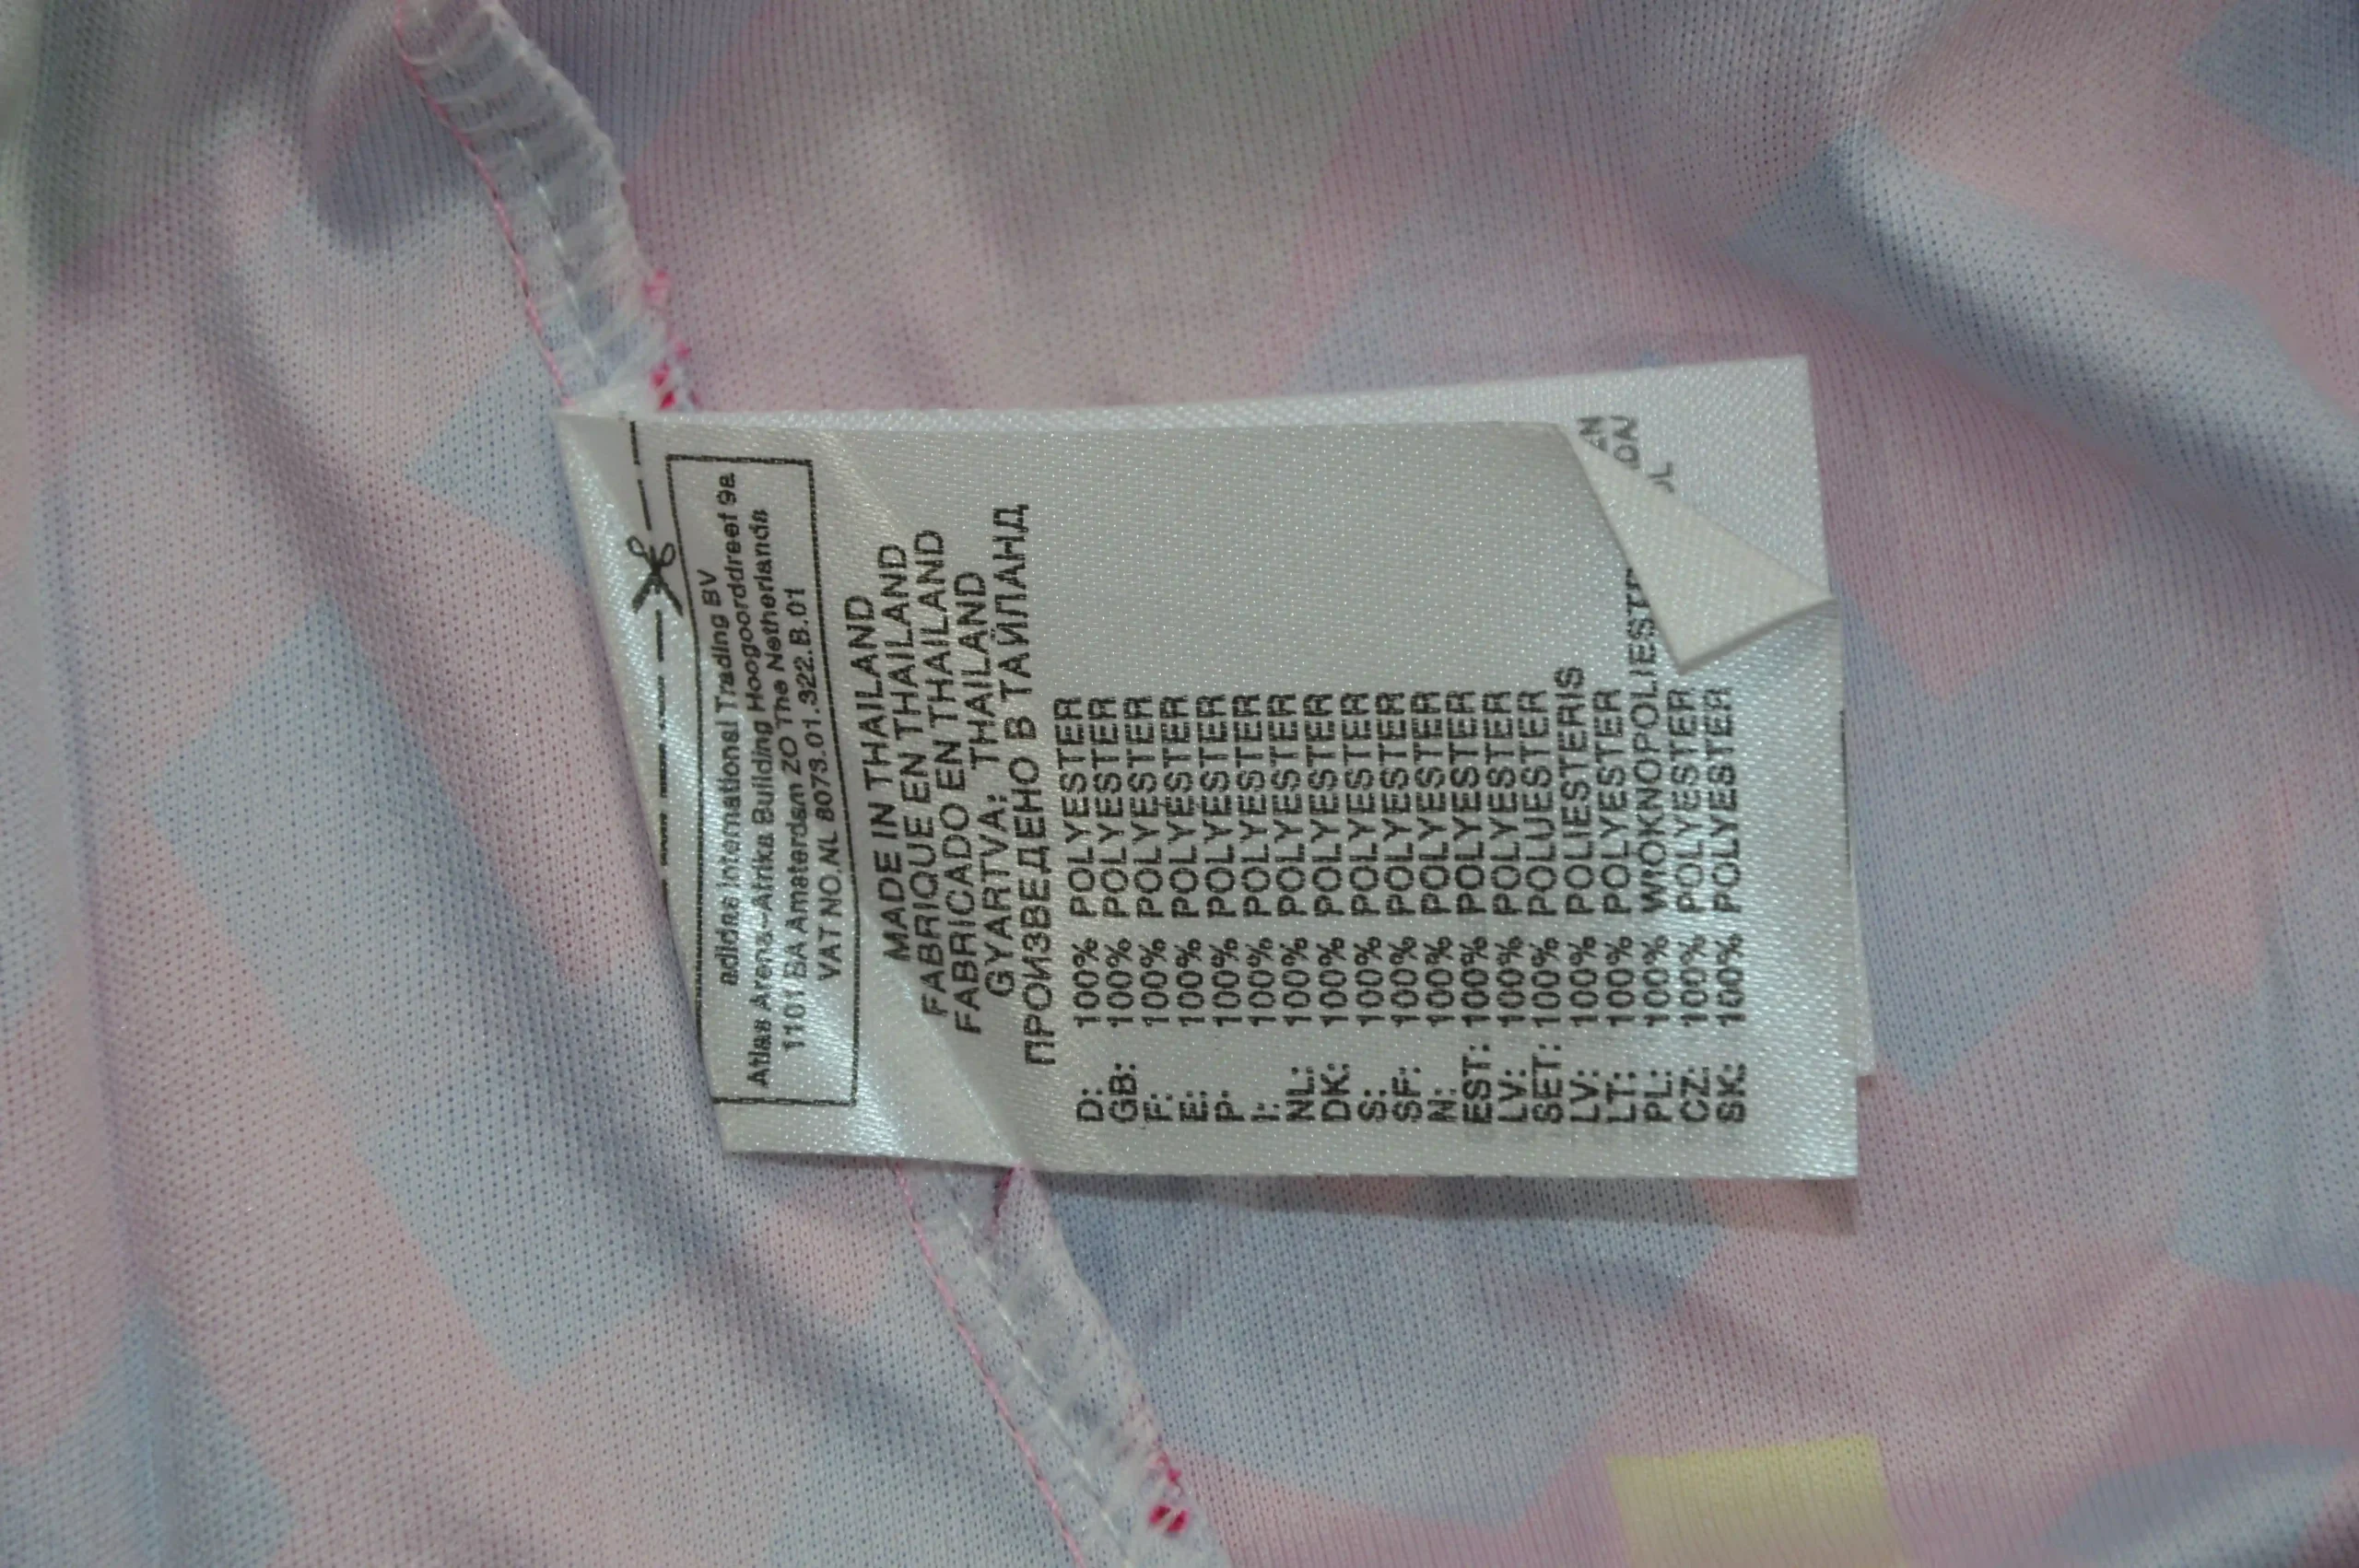 adidas International Trading BV
Atlas Arena-Afrika Building Hoogoorddreef 9a
1101 BA Amsterdam ZO The Netherlands
VAT NO.NL 8073.01.322.B.01
MADE IN THAILAND
FABRIQUE EN THAILAND
FABRICADO EN THAILAND
GYARTVA: THAILAND
ПРОИЗВЕДЕНО В ТАЙЛАНД
D: 100% POLYESTER
GB: 100% POLYESTER
F: 100% POLYESTER
E: 100% POLYESTER
P: 100% POLYESTER
I: 100% POLYESTER
NL: 100% POLYESTER
DK: 100% POLYESTER
S: 100% POLYESTER
SF: 100% POLYESTER
N: 100% POLYESTER
EST: 100% POLYESTER
LV: 100% POLYESTER
SET: 100% POLUESTER
LV: 100% POLIESTERIS
LT: 100% POLYESTER
PL: 100% WIOKNOPOLIEST
CZ: 100% POLYESTER
SK: 100% POLYESTER